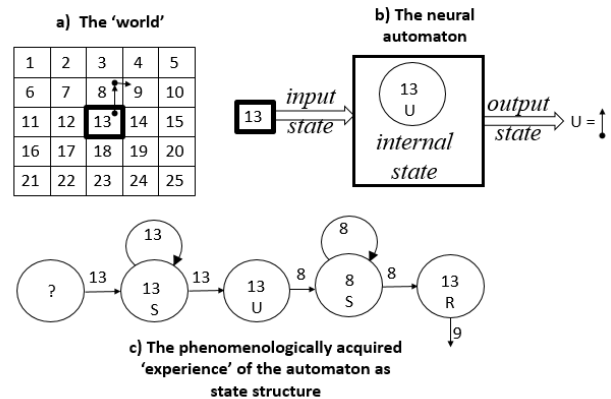 a) The ‘world’
1 2 3 4 5
6 7 8 9 10
11 12 13 14 15
16 17 18 19 20
21 22 23 24 25
b) The neural
automaton
13
input
state
13
U
internal
state
output
state
U =
13
8
?
13
13
S
13
13
U
8
8
S
8
13
R
9
c) The phenomenologically acquired
‘experience’ of the automaton as
state structure